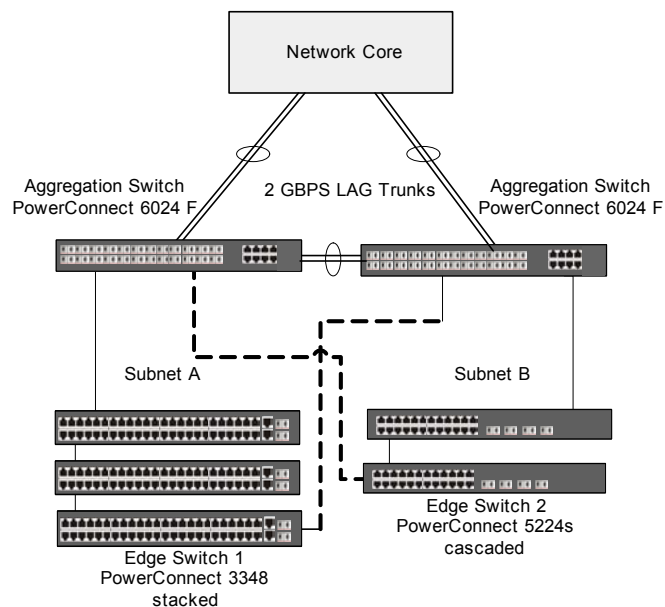 Network Core
Aggregation Switch
PowerConnect 6024 F
2 GBPS LAG Trunks
Aggregation Switch
PowerConnect 6024 F
Subnet A
Subnet B
Edge Switch 1
PowerConnect 3348
stacked
Edge Switch 2
PowerConnect 5224s
cascaded